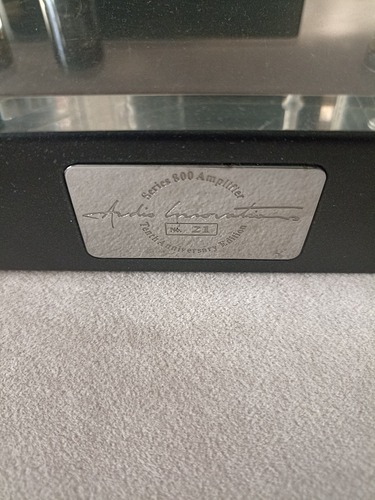 Series 800 Amplifier
Audio Innovations
No. 21
Tenth Anniversary Edition